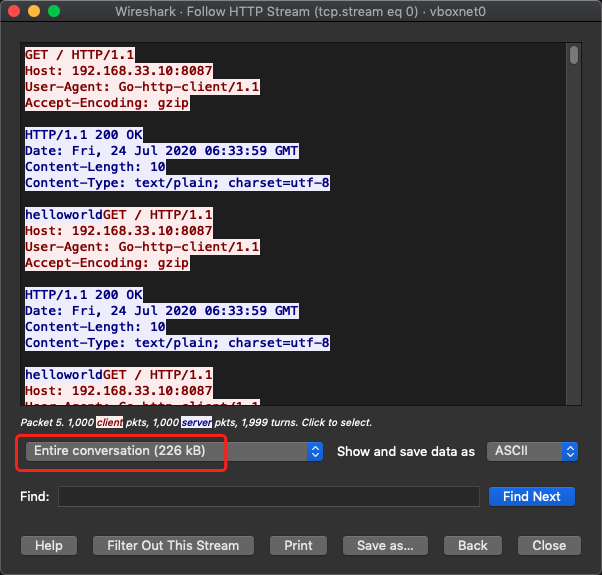 Wireshark · Follow HTTP Stream (tcp.stream eq 0) · vboxnet0
GET / HTTP/1.1
Host: 192.168.33.10:8087
User-Agent: Go-http-client/1.1
Accept-Encoding: gzip
HTTP/1.1 200 OK
Date: Fri, 24 Jul 2020 06:33:59 GMT
Content-Length: 10
Content-Type: text/plain; charset=utf-8
helloworldGET / HTTP/1.1
Host: 192.168.33.10:8087
User-Agent: Go-http-client/1.1
Accept-Encoding: gzip
HTTP/1.1 200 OK
Date: Fri, 24 Jul 2020 06:33:59 GMT
Content-Length: 10
Content-Type: text/plain; charset=utf-8
helloworldGET / HTTP/1.1
Host: 192.168.33.10:8087
User-Agent: Go-http-client/1.1
Packet 5. 1,000 client pkts, 1,000 server pkts, 1,999 turns. Click to select.
Entire conversation (226 kB) Show and save data as ASCII
Find: Find Next
Help Filter Out This Stream Print Save as... Back Close